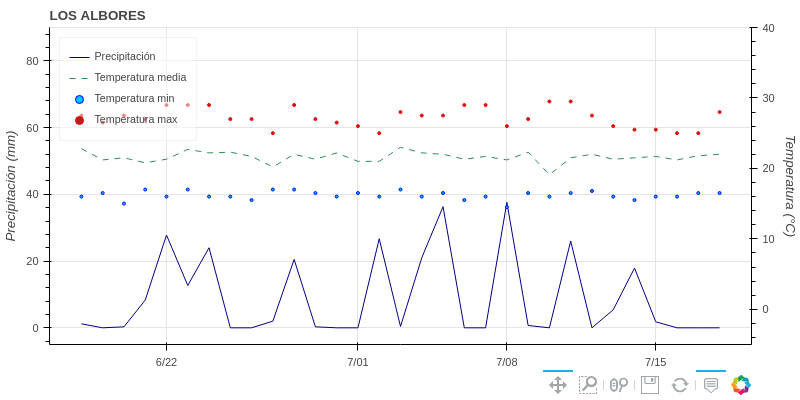 LOS ALBORES
Precipitación
Temperatura media
Temperatura min
Temperatura max
Precipitación (mm)
80
60
40
20
0
40
30
20
10
0
Temperatura (°C)
6/22
7/01
7/08
7/15